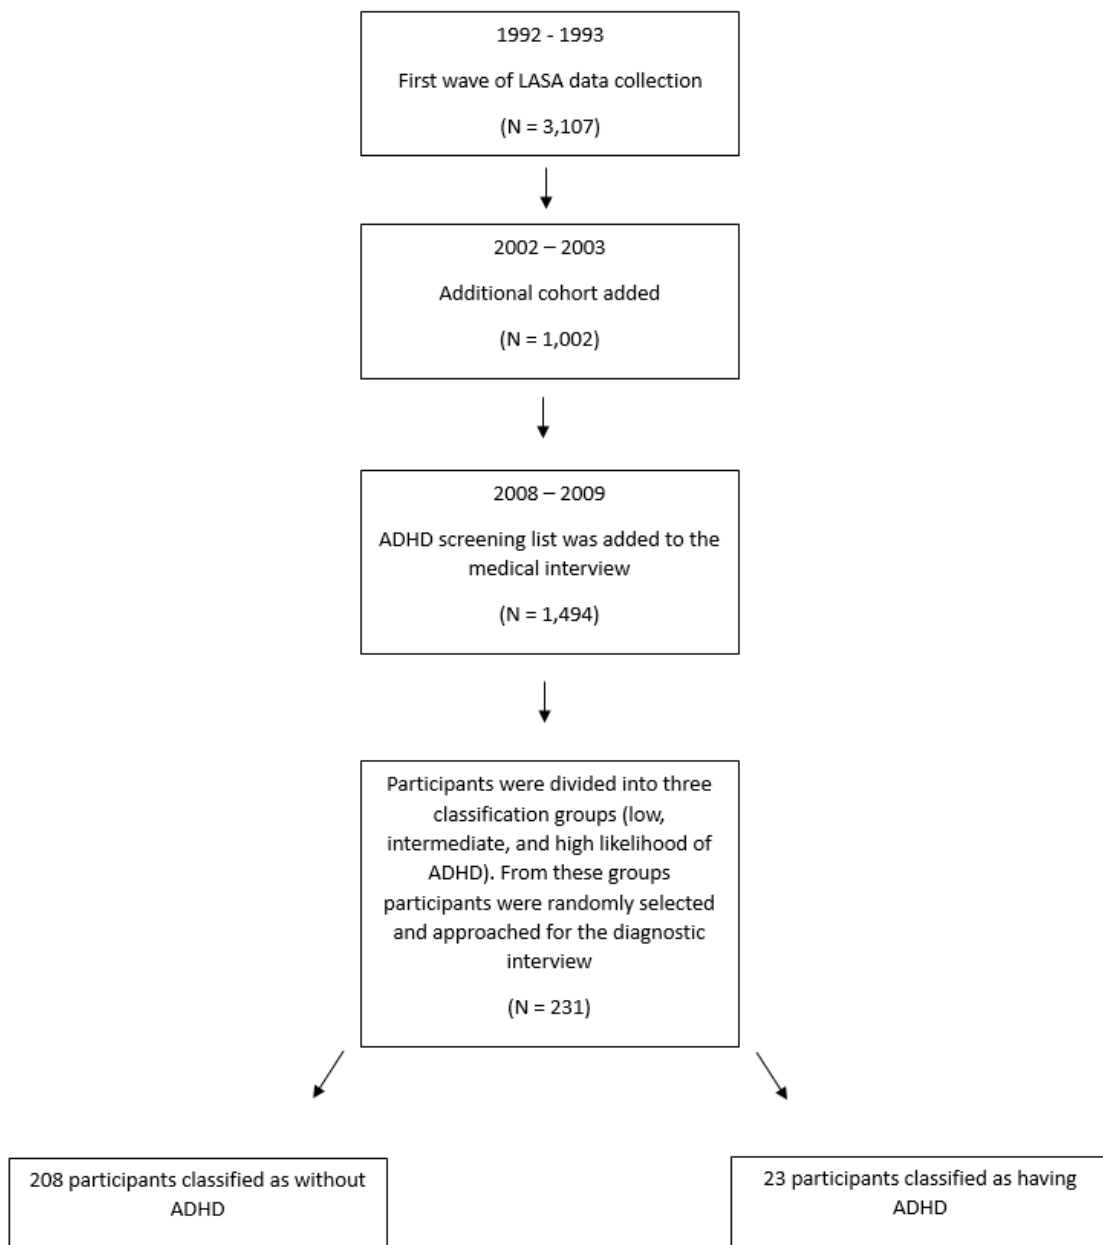 1992 - 1993
First wave of LASA data collection
(N = 3,107)
2002 – 2003
Additional cohort added
(N = 1,002)
2008 – 2009
ADHD screening list was added to the
medical interview
(N = 1,494)
Participants were divided into three
classification groups (low,
intermediate, and high likelihood of
ADHD). From these groups
participants were randomly selected
and approached for the diagnostic
interview
(N = 231)
208 participants classified as without
ADHD
23 participants classified as having
ADHD